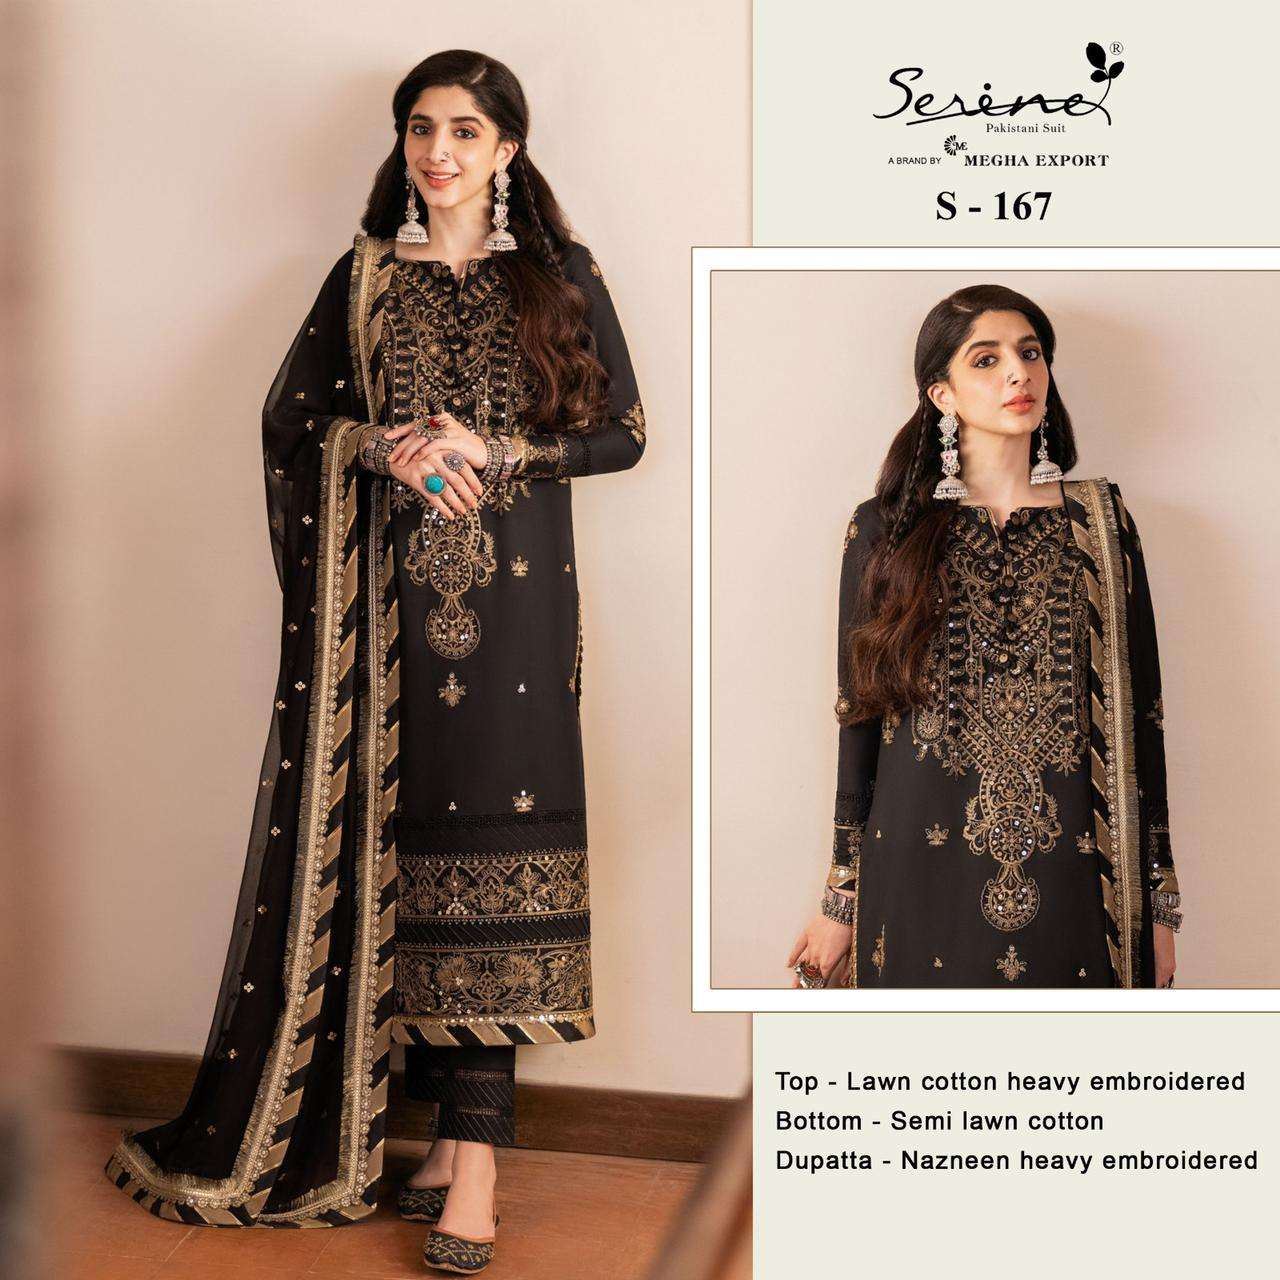 Serine ®
Pakistani Suit
A BRAND BY ME MEGHA EXPORT
S - 167
Top - Lawn cotton heavy embroidered
Bottom - Semi lawn cotton
Dupatta - Nazneen heavy embroidered